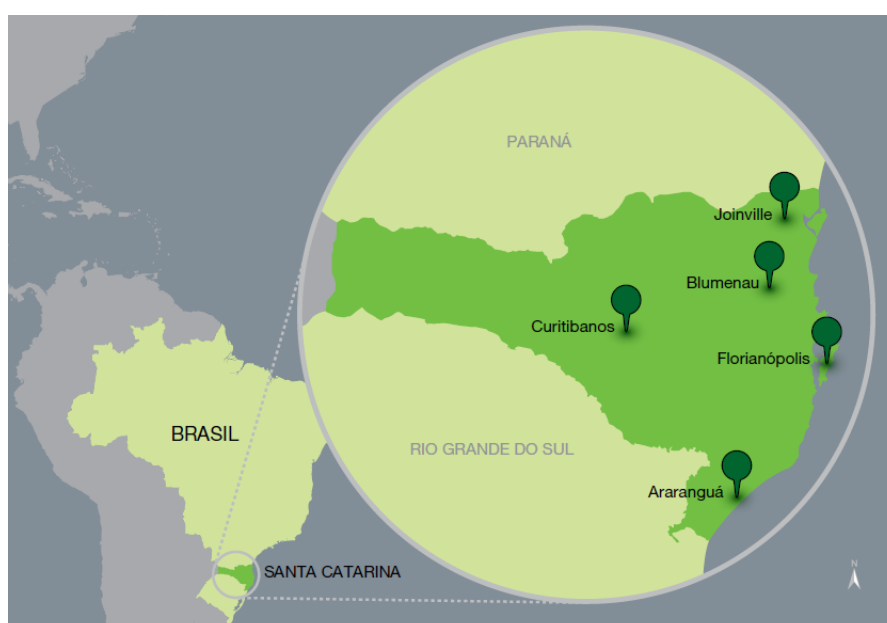 PARANÁ
Joinville
Blumenau
Curitibanos
Florianópolis
BRASIL
RIO GRANDE DO SUL
Araranguá
SANTA CATARINA
N